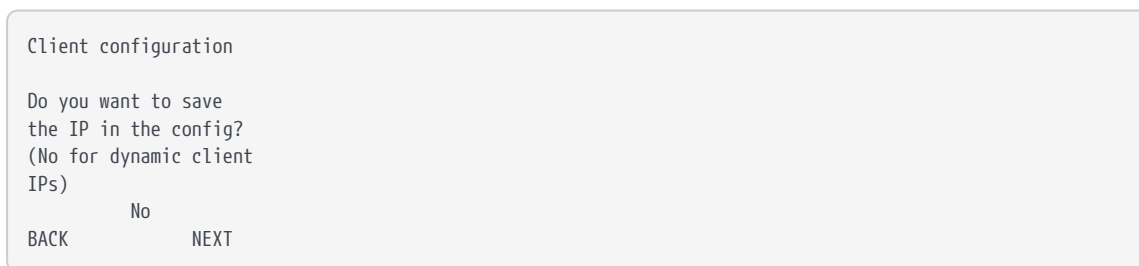 Client configuration
Do you want to save
the IP in the config?
(No for dynamic client
IPs)
No
BACK NEXT